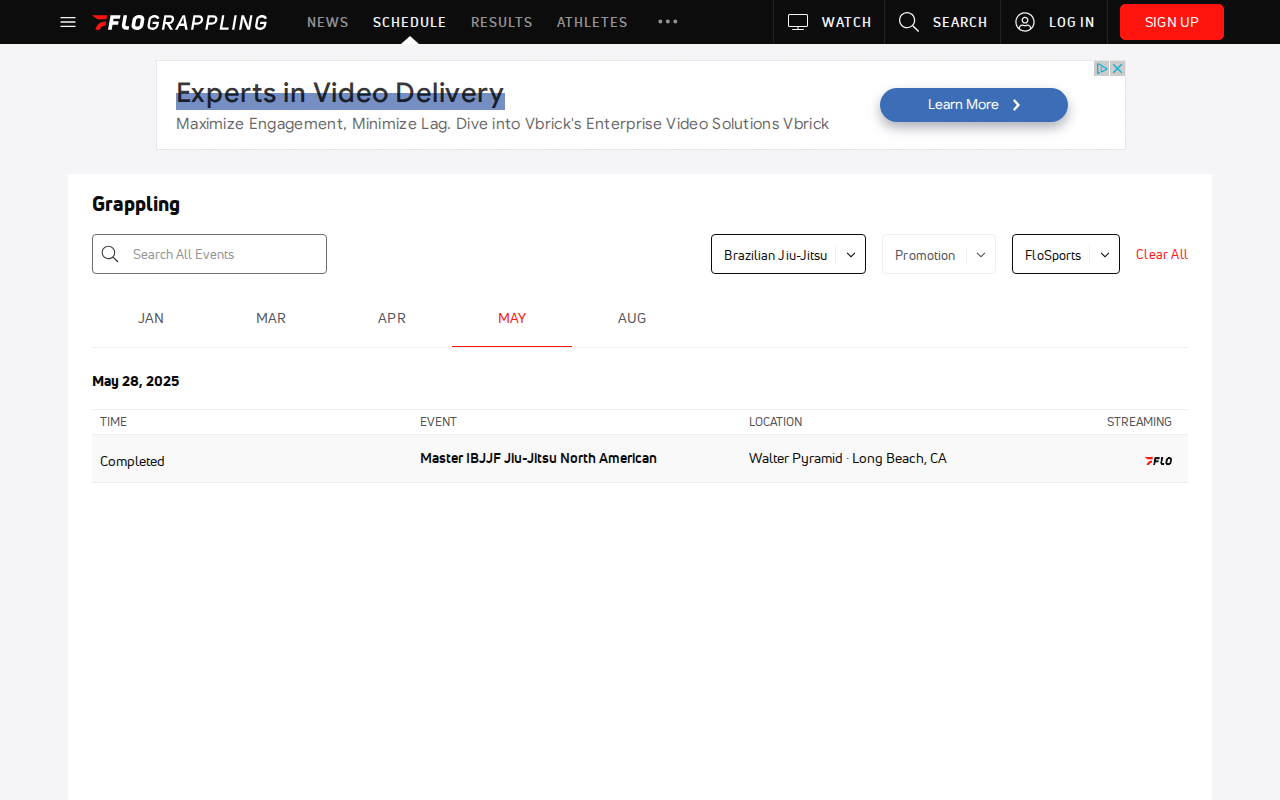 FLOGRAPPLING NEWS SCHEDULE RESULTS ATHLETES WATCH SEARCH LOG IN SIGN UP
Experts in Video Delivery
Maximize Engagement, Minimize Lag. Dive into Vbrick's Enterprise Video Solutions Vbrick
Learn More
Grappling
Search All Events
Brazilian Jiu-Jitsu Promotion FloSports Clear All
JAN MAR APR MAY AUG
May 28, 2025
TIME EVENT LOCATION STREAMING
Completed Master IBJJF Jiu-Jitsu North American Walter Pyramid · Long Beach, CA FLO